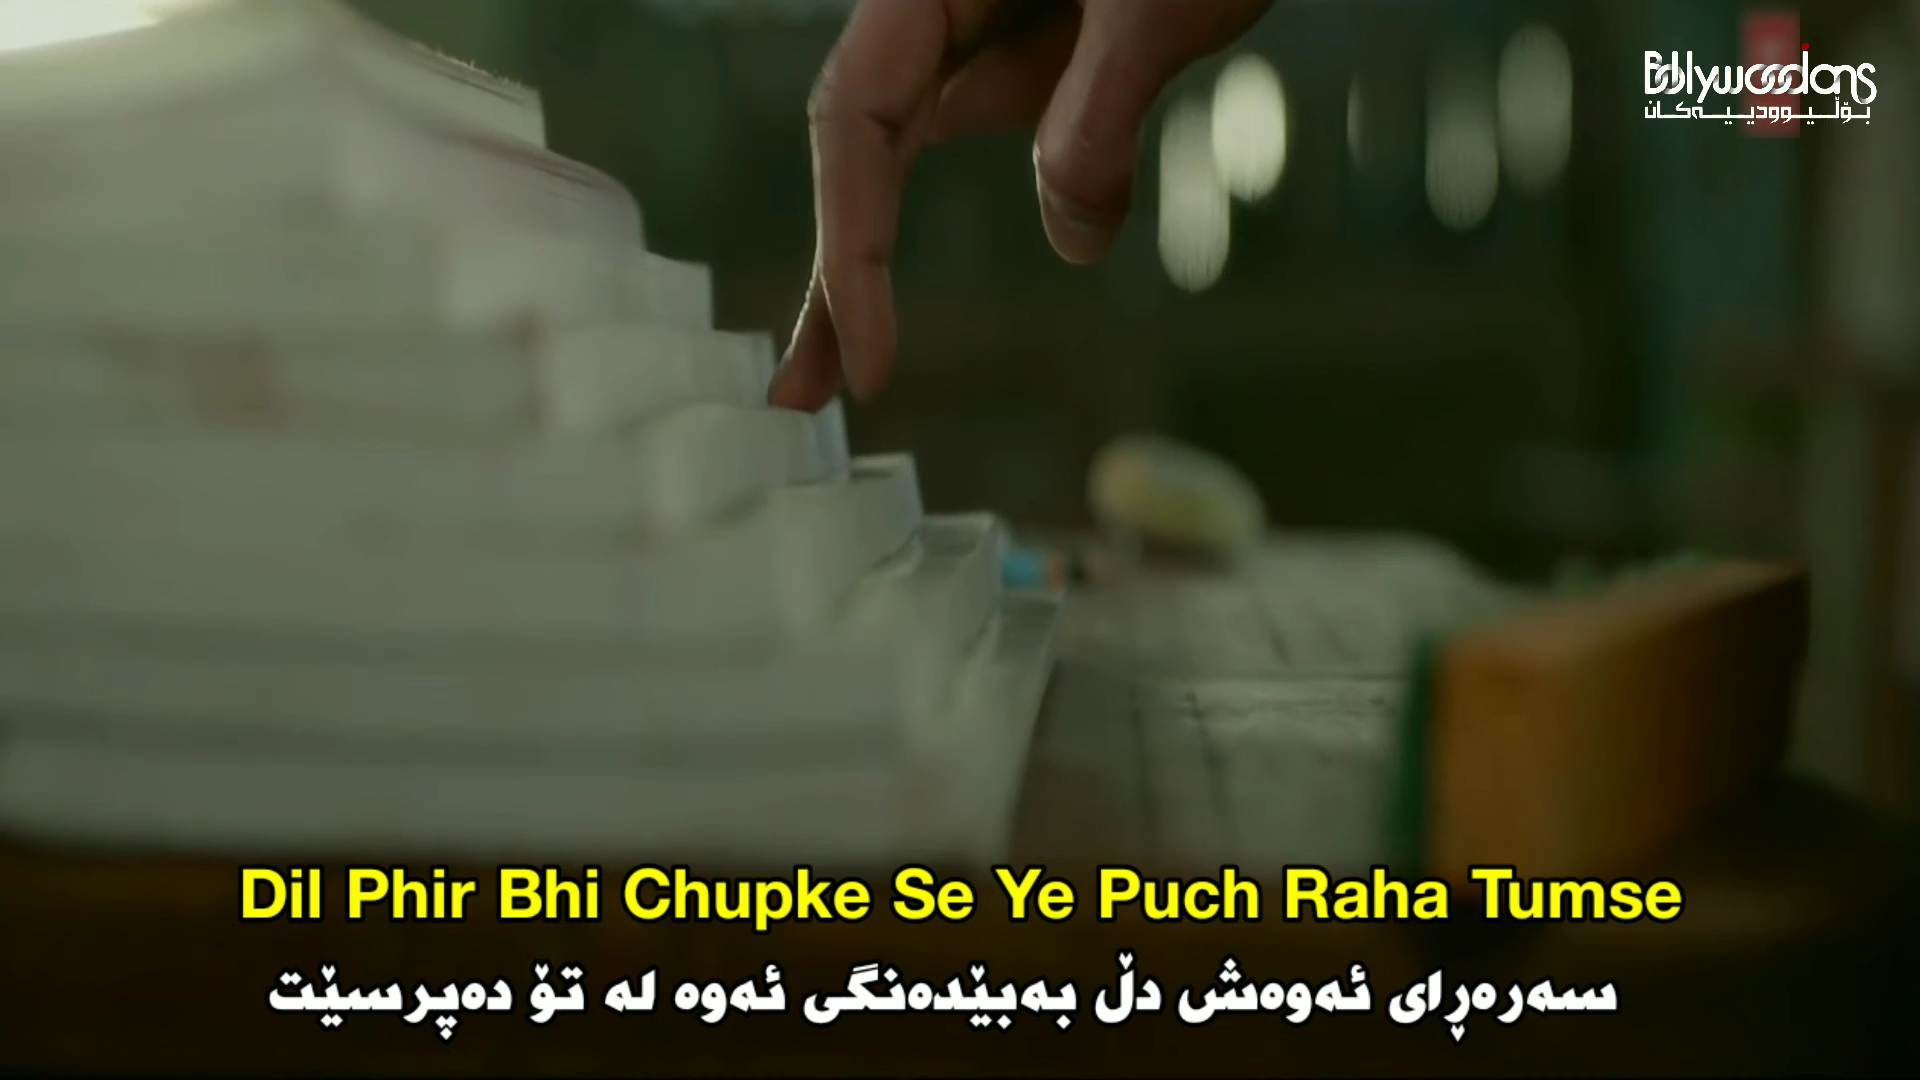 Bollywoodians
بۆڵیوودییەکان
Dil Phir Bhi Chupke Se Ye Puch Raha Tumse
سەرەڕای ئەوەش دڵ بەبێدەنگی ئەوە لە تۆ دەپرسێت